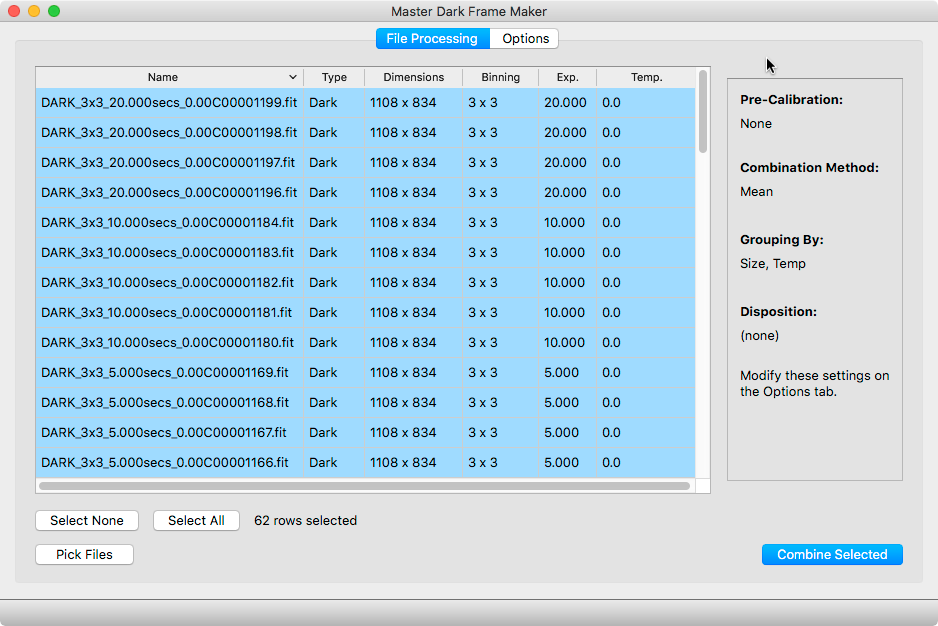 Master Dark Frame Maker
File Processing Options
Name Type Dimensions Binning Exp. Temp.
DARK_3x3_20.000secs_0.00C00001199.fit Dark 1108 x 834 3 x 3 20.000 0.0
DARK_3x3_20.000secs_0.00C00001198.fit Dark 1108 x 834 3 x 3 20.000 0.0
DARK_3x3_20.000secs_0.00C00001197.fit Dark 1108 x 834 3 x 3 20.000 0.0
DARK_3x3_20.000secs_0.00C00001196.fit Dark 1108 x 834 3 x 3 20.000 0.0
DARK_3x3_10.000secs_0.00C00001184.fit Dark 1108 x 834 3 x 3 10.000 0.0
DARK_3x3_10.000secs_0.00C00001183.fit Dark 1108 x 834 3 x 3 10.000 0.0
DARK_3x3_10.000secs_0.00C00001182.fit Dark 1108 x 834 3 x 3 10.000 0.0
DARK_3x3_10.000secs_0.00C00001181.fit Dark 1108 x 834 3 x 3 10.000 0.0
DARK_3x3_10.000secs_0.00C00001180.fit Dark 1108 x 834 3 x 3 10.000 0.0
DARK_3x3_5.000secs_0.00C00001169.fit Dark 1108 x 834 3 x 3 5.000 0.0
DARK_3x3_5.000secs_0.00C00001168.fit Dark 1108 x 834 3 x 3 5.000 0.0
DARK_3x3_5.000secs_0.00C00001167.fit Dark 1108 x 834 3 x 3 5.000 0.0
DARK_3x3_5.000secs_0.00C00001166.fit Dark 1108 x 834 3 x 3 5.000 0.0
Pre-Calibration:
None
Combination Method:
Mean
Grouping By:
Size, Temp
Disposition:
(none)
Modify these settings on
the Options tab.
Select None Select All 62 rows selected
Pick Files Combine Selected